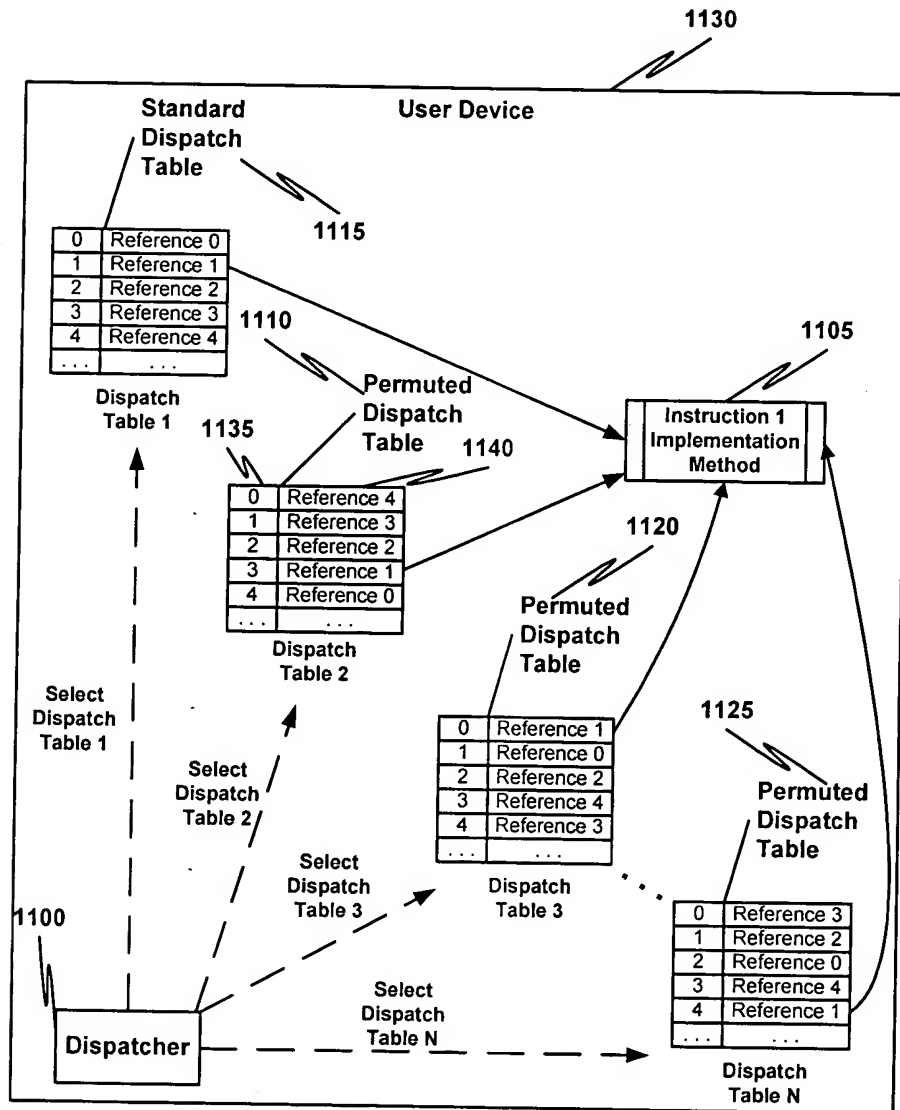 1130
User Device
Standard
Dispatch
Table
1115
0 Reference 0
1 Reference 1
2 Reference 2
3 Reference 3
4 Reference 4
. . . . . .
Dispatch
Table 1
1110
Permuted
Dispatch
Table
1105
Instruction 1
Implementation
Method
1135
1140
0 Reference 4
1 Reference 3
2 Reference 2
3 Reference 1
4 Reference 0
. . . . . .
Dispatch
Table 2
1120
Permuted
Dispatch
Table
0 Reference 1
1 Reference 0
2 Reference 2
3 Reference 4
4 Reference 3
. . . . . .
Dispatch
Table 3
1125
Permuted
Dispatch
Table
0 Reference 3
1 Reference 2
2 Reference 0
3 Reference 4
4 Reference 1
. . . . . .
Dispatch
Table N
Select
Dispatch
Table 1
Select
Dispatch
Table 2
Select
Dispatch
Table 3
Select
Dispatch
Table N
1100
Dispatcher